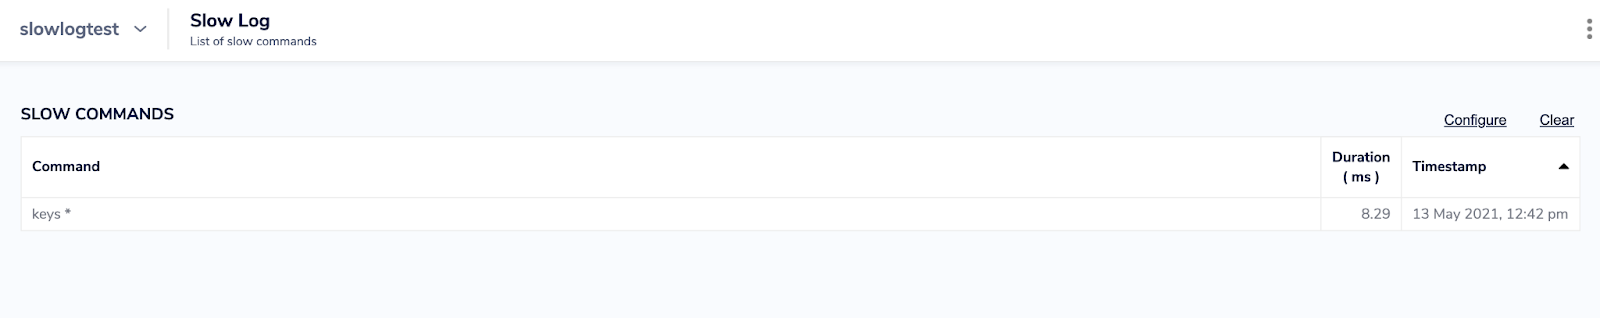 slowlogtest
Slow Log
List of slow commands
SLOW COMMANDS
Configure Clear
Command Duration ( ms ) Timestamp
keys * 8.29 13 May 2021, 12:42 pm